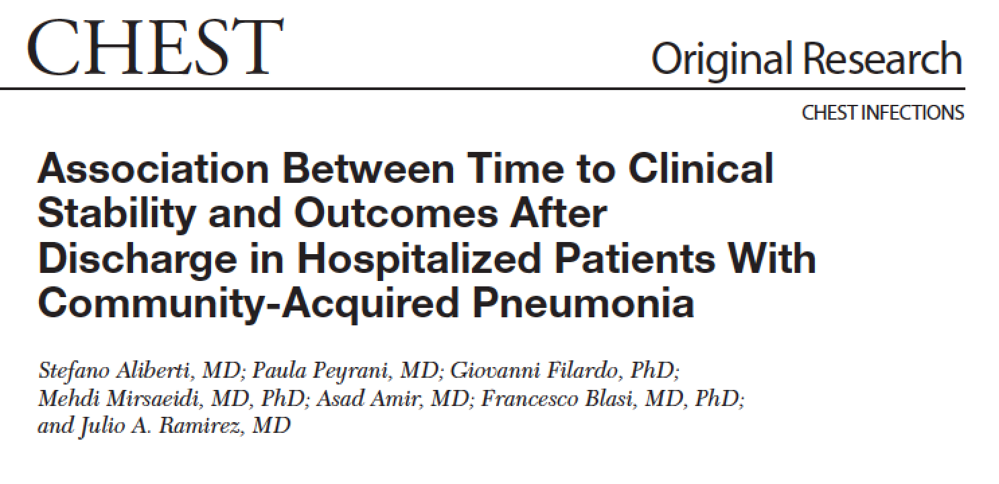 CHEST
Original Research
CHEST INFECTIONS
Association Between Time to Clinical
Stability and Outcomes After
Discharge in Hospitalized Patients With
Community-Acquired Pneumonia
Stefano Aliberti, MD; Paula Peyrani, MD; Giovanni Filardo, PhD;
Mehdi Mirsaeidi, MD, PhD; Asad Amir, MD; Francesco Blasi, MD, PhD;
and Julio A. Ramirez, MD